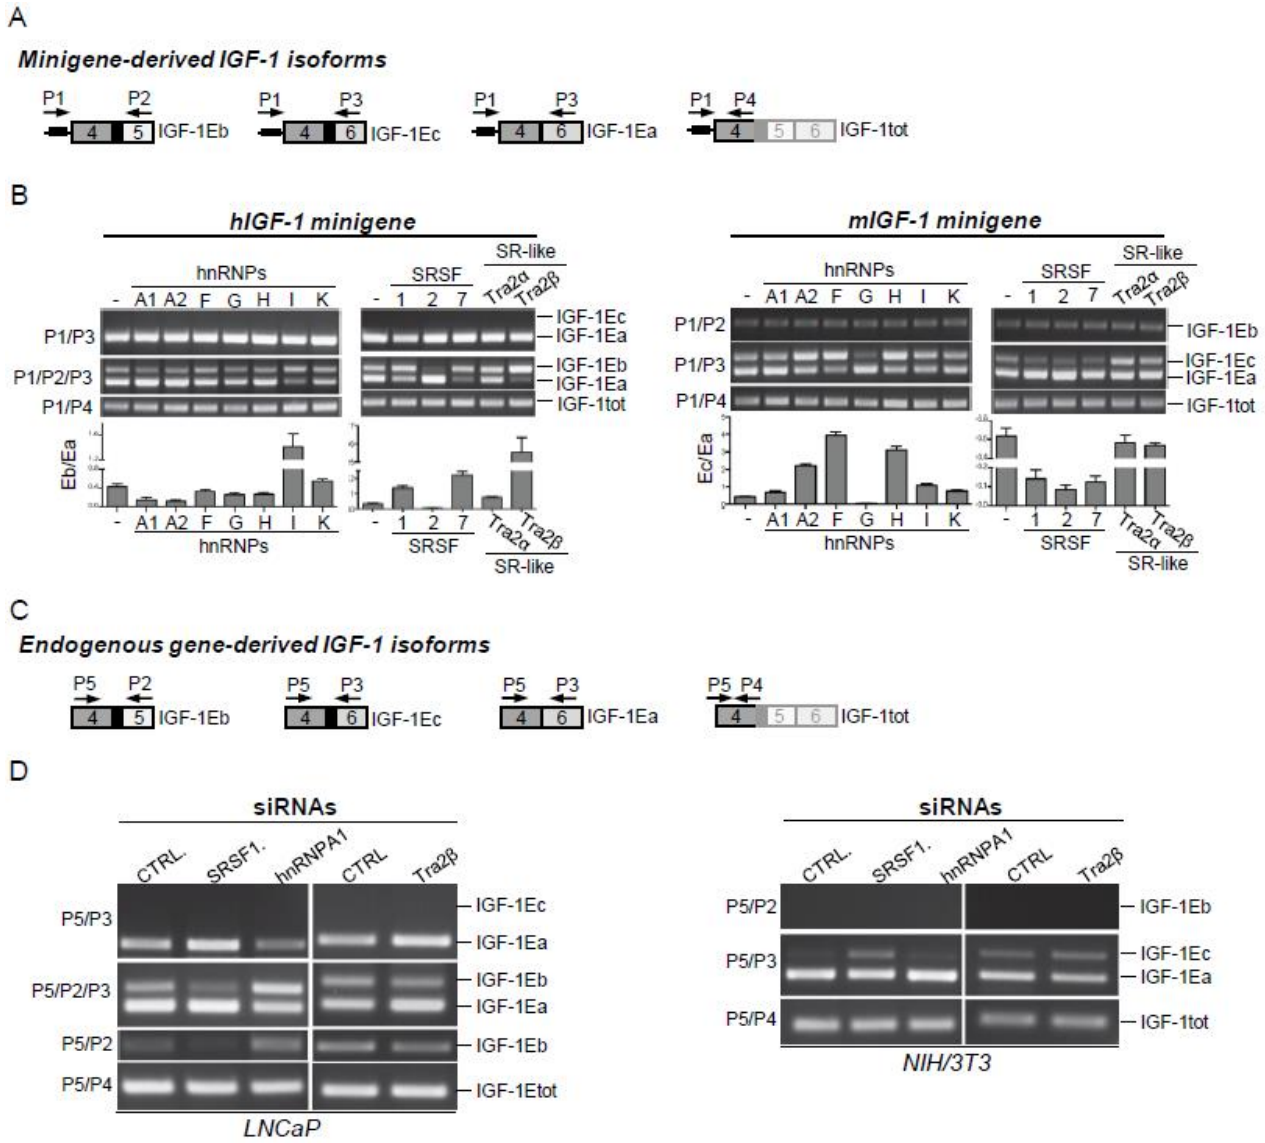 A
Minigene-derived IGF-1 isoforms
P1 P2 P1 P3 P1 P3 P1 P4
4 5 IGF-1Eb 4 6 IGF-1Ec 4 6 IGF-1Ea 4 5 6 IGF-1tot
B
hIGF-1 minigene
SR-like
hnRNPs SRSF
- A1 A2 F G H I K - 1 2 7 Tra2α Tra2β
P1/P3
IGF-1Ec
IGF-1Ea
P1/P2/P3
IGF-1Eb
IGF-1Ea
P1/P4
IGF-1tot
Eb/Ea
- A1 A2 F G H I K - 1 2 7 Tra2α Tra2β
hnRNPs SRSF
SR-like
mIGF-1 minigene
SR-like
hnRNPs SRSF
- A1 A2 F G H I K - 1 2 7 Tra2α Tra2β
P1/P2
IGF-1Eb
P1/P3
IGF-1Ec
IGF-1Ea
P1/P4
IGF-1tot
Ec/Ea
- A1 A2 F G H I K - 1 2 7 Tra2α Tra2β
hnRNPs SRSF
SR-like
C
Endogenous gene-derived IGF-1 isoforms
P5 P2 P5 P3 P5 P3 P5 P4
4 5 IGF-1Eb 4 6 IGF-1Ec 4 6 IGF-1Ea 4 5 6 IGF-1tot
D
siRNAs
CTRL. SRSF1. hnRNPA1 CTRL Tra2β
P5/P3
IGF-1Ec
IGF-1Ea
P5/P2/P3
IGF-1Eb
IGF-1Ea
P5/P2
IGF-1Eb
P5/P4
IGF-1Etot
LNCaP
siRNAs
CTRL. SRSF1. hnRNPA1 CTRL Tra2β
P5/P2
IGF-1Eb
P5/P3
IGF-1Ec
IGF-1Ea
P5/P4
IGF-1tot
NIH/3T3